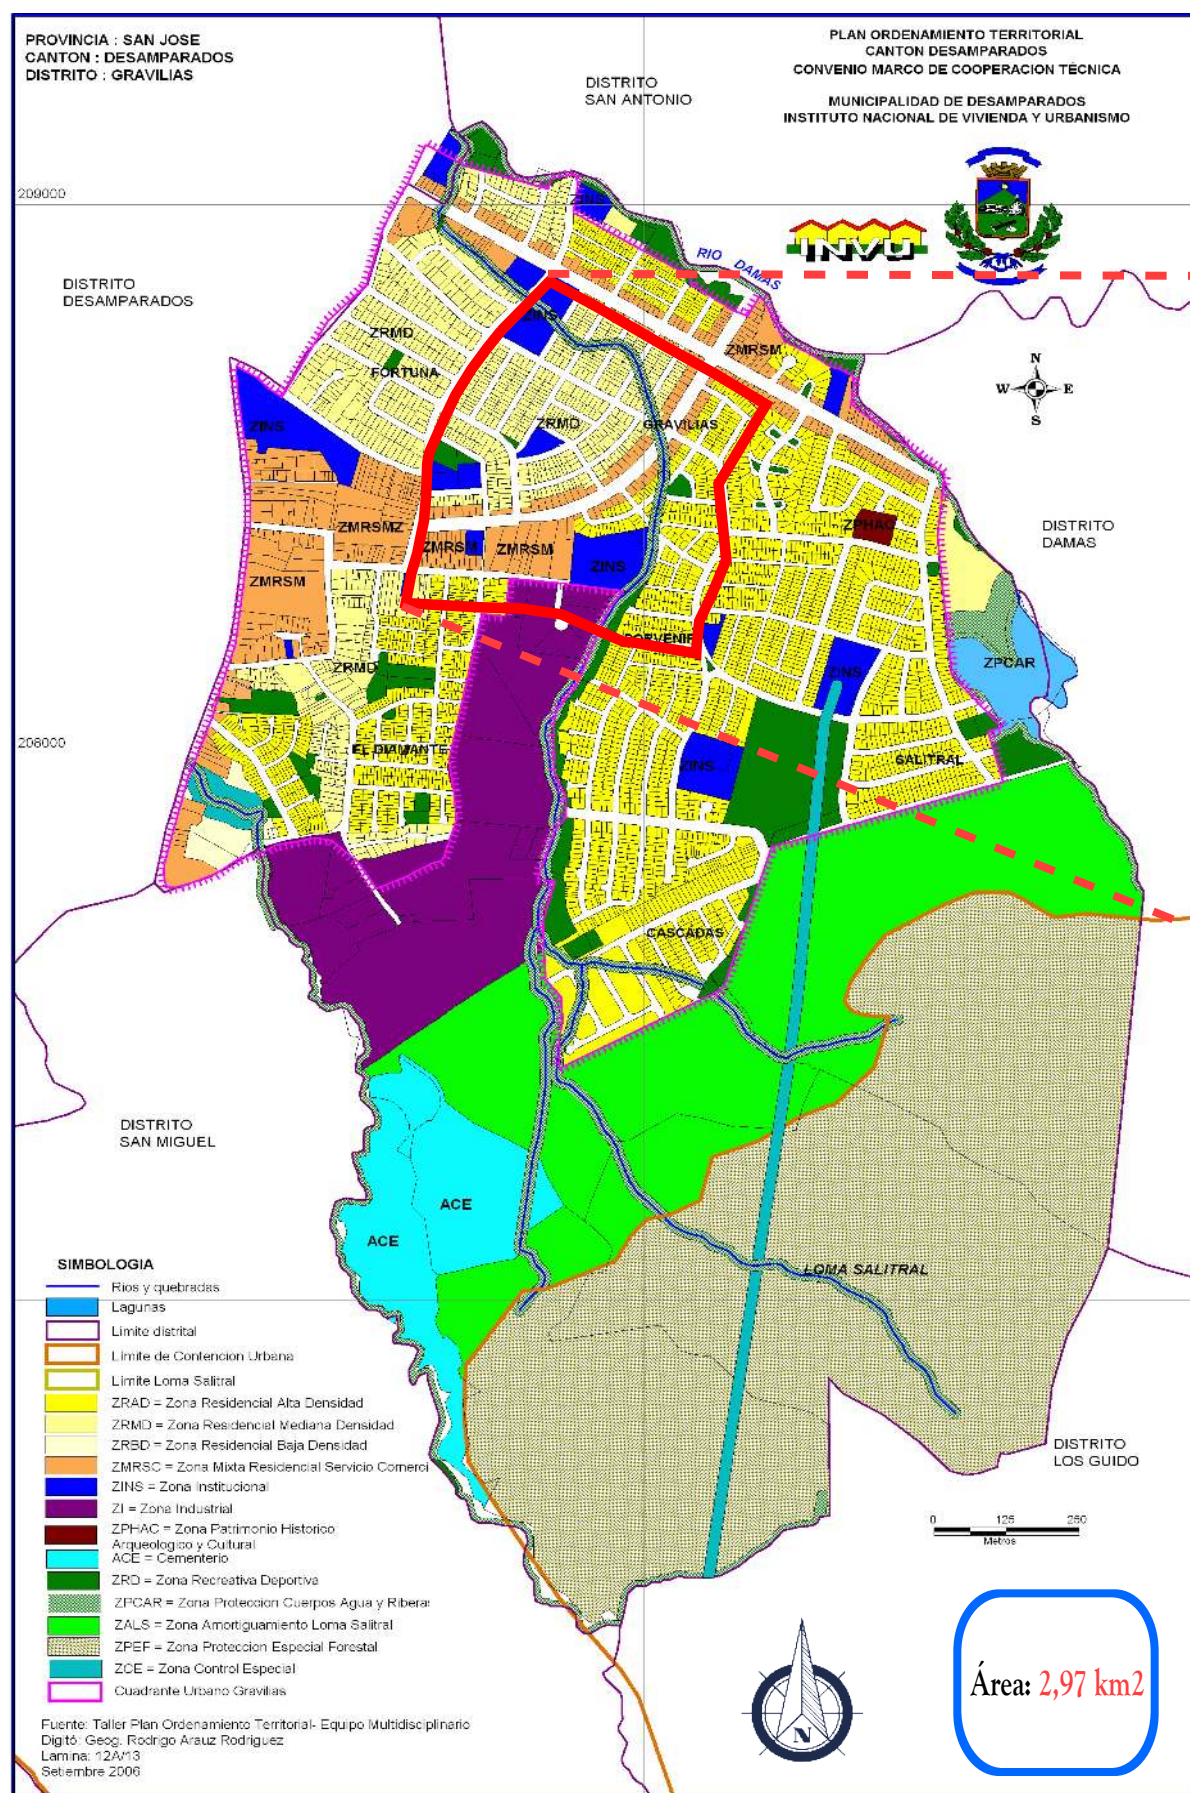 PROVINCIA : SAN JOSE
CANTON : DESAMPARADOS
DISTRITO : GRAVILIAS
PLAN ORDENAMIENTO TERRITORIAL
CANTON DESAMPARADOS
CONVENIO MARCO DE COOPERACION TÉCNICA
MUNICIPALIDAD DE DESAMPARADOS
INSTITUTO NACIONAL DE VIVIENDA Y URBANISMO
DISTRITO
SAN ANTONIO
209000
ZINS
INVU
RIO DAMAS
DISTRITO
DESAMPARADOS
ZINS
ZRMD
ZMRSM
FORTUNA
N
W E
S
ZINS
ZRMD
GRAVILIAS
ZMRSMZ
ZPHAC
DISTRITO
DAMAS
ZMRSM
ZMRSM
ZMRSM
ZINS
PORVENIR
ZRMD
ZINS
ZPCAR
208000
EL DIAMANTE
ZINS
SALITRAL
CASCADAS
DISTRITO
SAN MIGUEL
ACE
ACE
LOMA SALITRAL
SIMBOLOGIA
Rios y quebradas
Lagunas
Limite distrital
Límite de Contencion Urbana
Limite Loma Salitral
ZRAD = Zona Residencial Alta Densidad
ZRMD = Zona Residencial Mediana Densidad
ZRBD = Zona Residencial Baja Densidad
ZMRSC = Zona Mixta Residencial Servicio Comerci
ZINS = Zona Institucional
ZI = Zona Industrial
ZPHAC = Zona Patrimonio Historico
Arqueologico y Cultural
ACE = Cementerio
ZRD = Zona Recreativa Deportiva
ZPCAR = Zona Proteccion Cuerpos Agua y Riberas
ZALS = Zona Amortiguamiento Loma Salitral
ZPEF = Zona Proteccion Especial Forestal
ZCE = Zona Control Especial
Cuadrante Urbano Gravilias
DISTRITO
LOS GUIDO
0 125 250
Metros
N
Área: 2,97 km2
Fuente: Taller Plan Ordenamiento Territorial- Equipo Multidisciplinario
Digitó: Geog. Rodrigo Arauz Rodriguez
Lamina: 12A/13
Setiembre 2006